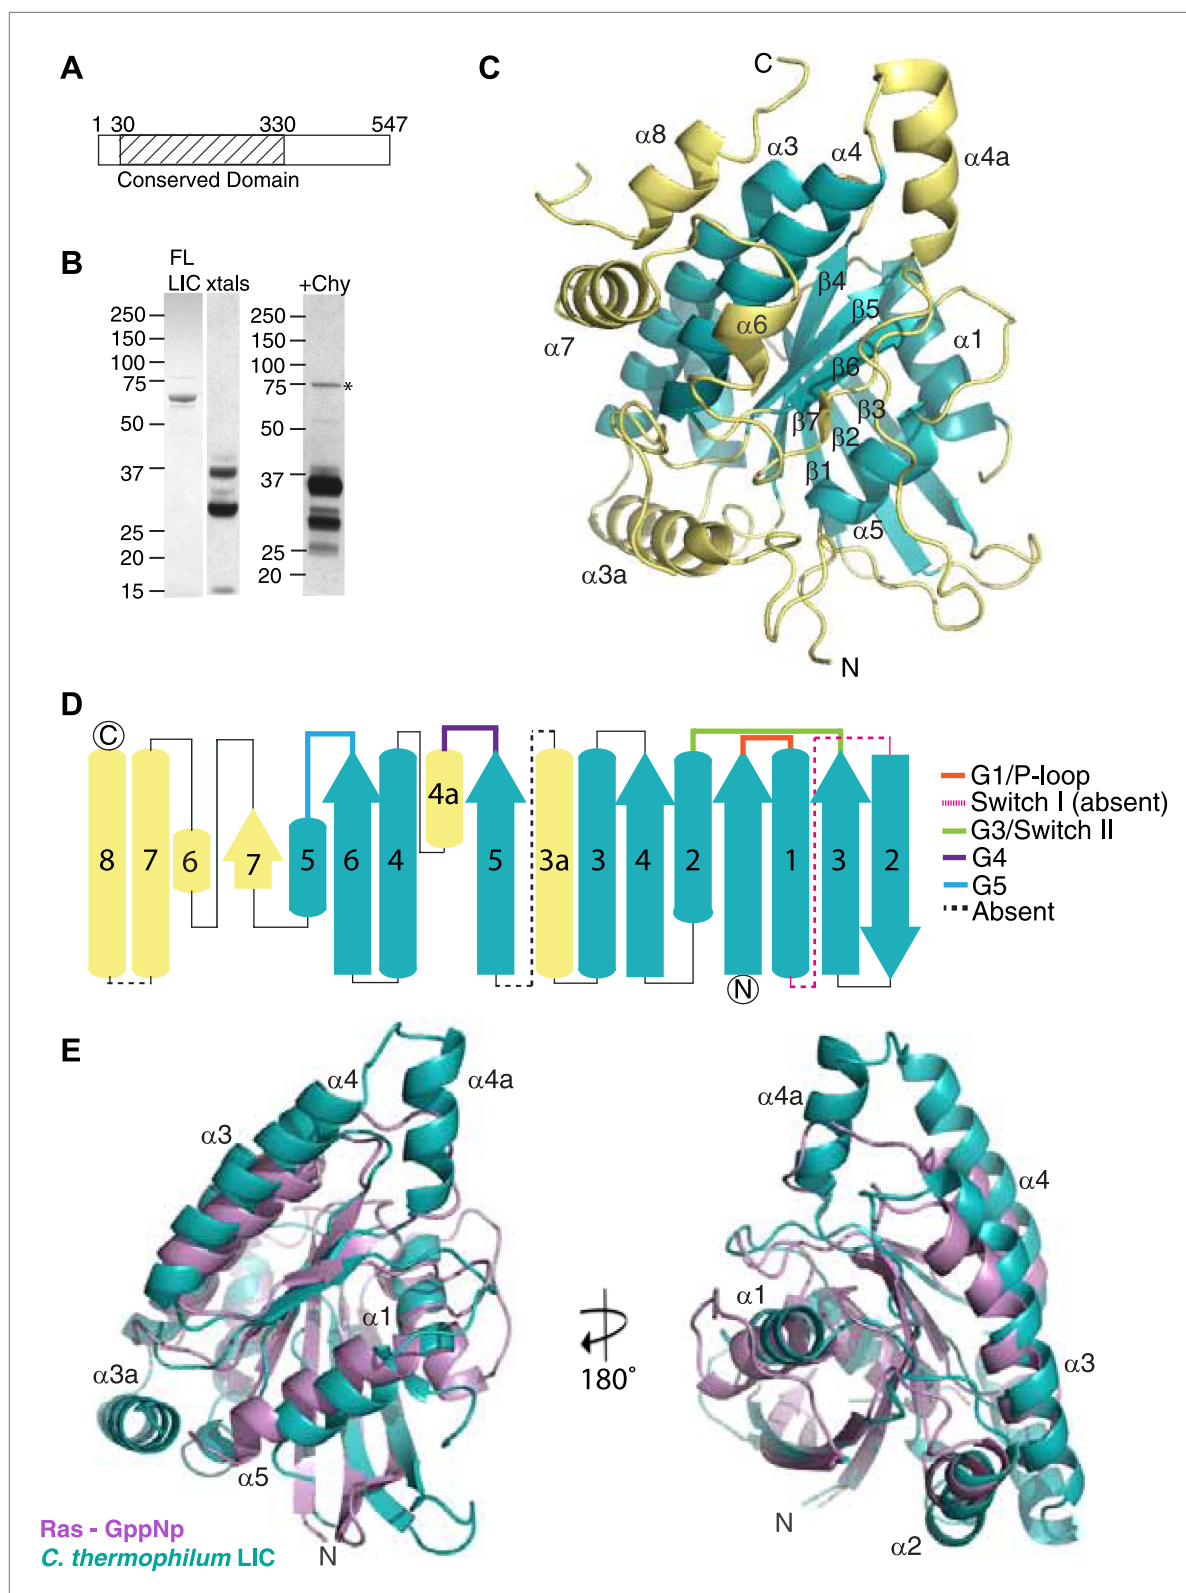 A
1 30 330 547
Conserved Domain
B
FL
LIC xtals +Chy
250
150
100
75
50
37
25
20
15
250
150
100
75 *
50
37
25
20
C
C
α8
α3
α4
α4a
β4
β5
α6
α1
α7
β6
β3
β7
β2
β1
α5
α3a
N
D
C
8 7 6 7 5 6 4 4a 5 3a 3 4 2 1 3 2
N
G1/P-loop
Switch I (absent)
G3/Switch II
G4
G5
Absent
E
α4
α4a
α3
α1
α3a
α5
N
180°
α4a
α4
α1
α3
N
α2
Ras - GppNp
C. thermophilum LIC